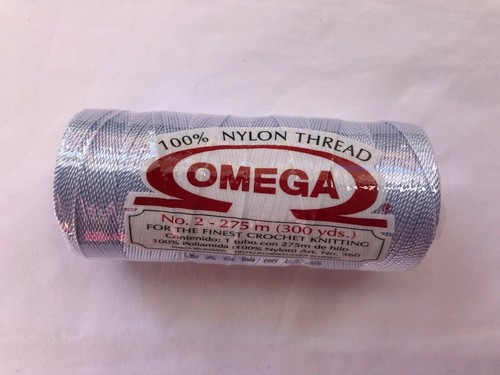 100% NYLON THREAD
OMEGA
No. 2 - 275 m (300 yds.)
FOR THE FINEST CROCHET KNITTING
Contenido: 1 tubo con 275m de hilo
100% Poliamida (100% Nylon) Art. No. 360